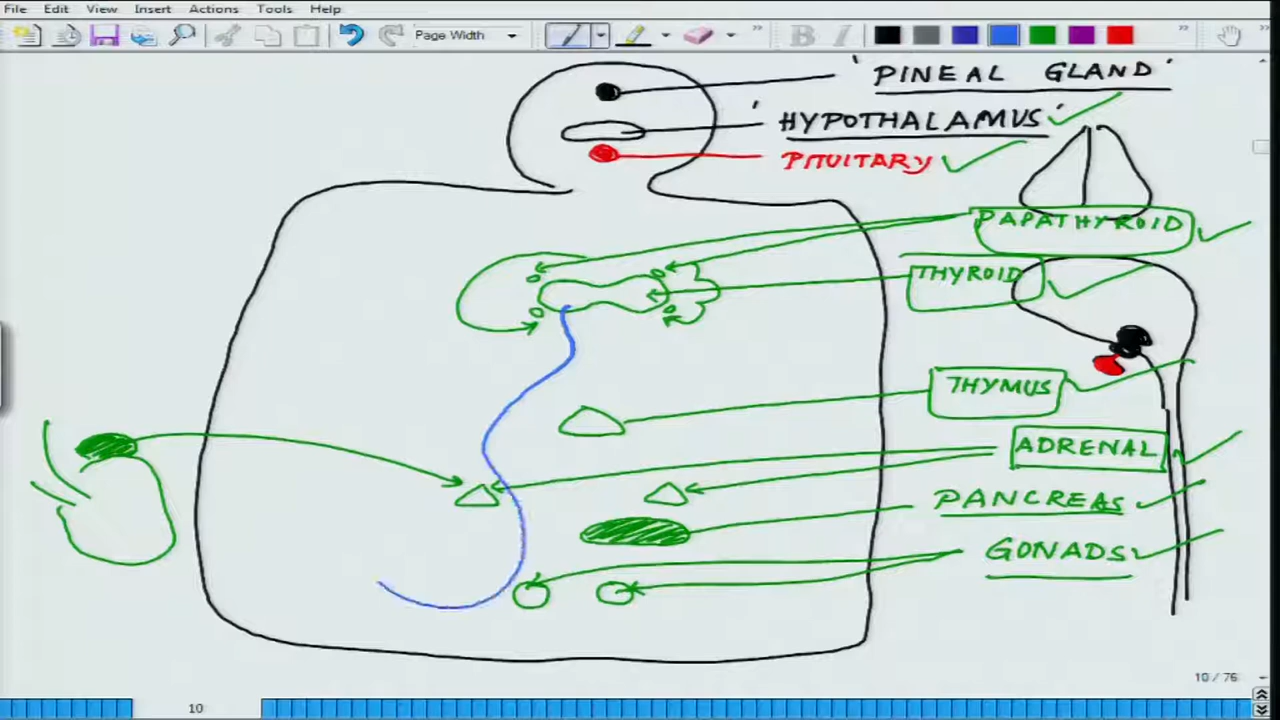 File Edit View Insert Actions Tools Help
Page Width
'PINEAL GLAND'
'HYPOTHALAMUS'
PITUITARY
PAPATHYROID
THYROID
THYMUS
ADRENAL
PANCREAS
GONADS
10 / 76
10